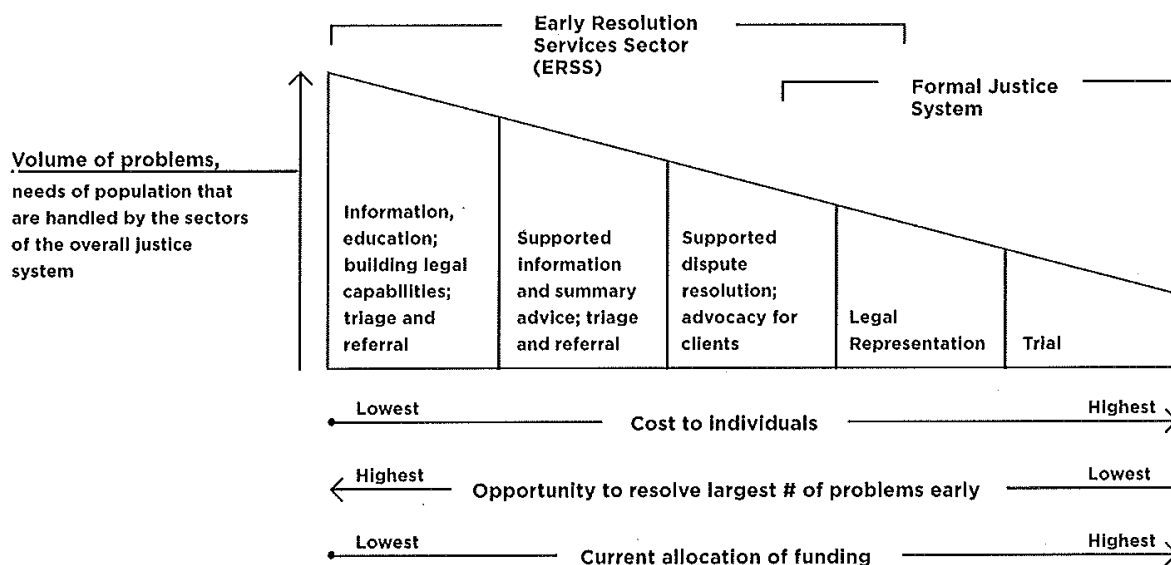 Early Resolution
Services Sector
(ERSS)
Formal Justice
System
Volume of problems,
needs of population that
are handled by the sectors
of the overall justice
system
Information,
education;
building legal
capabilities;
triage and
referral
Supported
information
and summary
advice; triage
and referral
Supported
dispute
resolution;
advocacy for
clients
Legal
Representation
Trial
Lowest
Cost to individuals
Highest
Highest
Opportunity to resolve largest # of problems early
Lowest
Lowest
Current allocation of funding
Highest